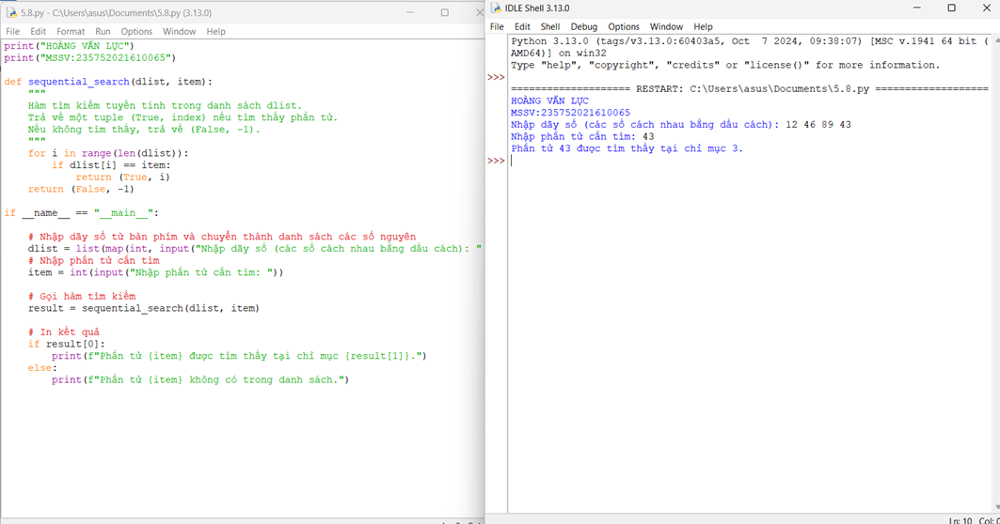 5.8.py - C:\Users\asus\Documents\5.8.py (3.13.0)
File Edit Format Run Options Window Help
print("HOÀNG VĂN LỰC")
print("MSSV:235752021610065")
def sequential_search(dlist, item):
"""
Hàm tìm kiếm tuyến tính trong danh sách dlist.
Trả về một tuple (True, index) nếu tìm thấy phần tử.
Nếu không tìm thấy, trả về (False, -1).
"""
for i in range(len(dlist)):
if dlist[i] == item:
return (True, i)
return (False, -1)
if __name__ == "__main__":
# Nhập dãy số từ bàn phím và chuyển thành danh sách các số nguyên
dlist = list(map(int, input("Nhập dãy số (các số cách nhau bằng dấu cách): "
# Nhập phần tử cần tìm
item = int(input("Nhập phần tử cần tìm: "))
# Gọi hàm tìm kiếm
result = sequential_search(dlist, item)
# In kết quả
if result[0]:
print(f"Phần tử {item} được tìm thấy tại chỉ mục {result[1]}.")
else:
print(f"Phần tử {item} không có trong danh sách.")
IDLE Shell 3.13.0
File Edit Shell Debug Options Window Help
Python 3.13.0 (tags/v3.13.0:60403a5, Oct 7 2024, 09:38:07) [MSC v.1941 64 bit (
AMD64)] on win32
Type "help", "copyright", "credits" or "license()" for more information.
>>>
==================== RESTART: C:\Users\asus\Documents\5.8.py ===================
HOÀNG VĂN LỰC
MSSV:235752021610065
Nhập dãy số (các số cách nhau bằng dấu cách): 12 46 89 43
Nhập phần tử cần tìm: 43
Phần tử 43 được tìm thấy tại chỉ mục 3.
>>>
Ln: 10 Col: 0